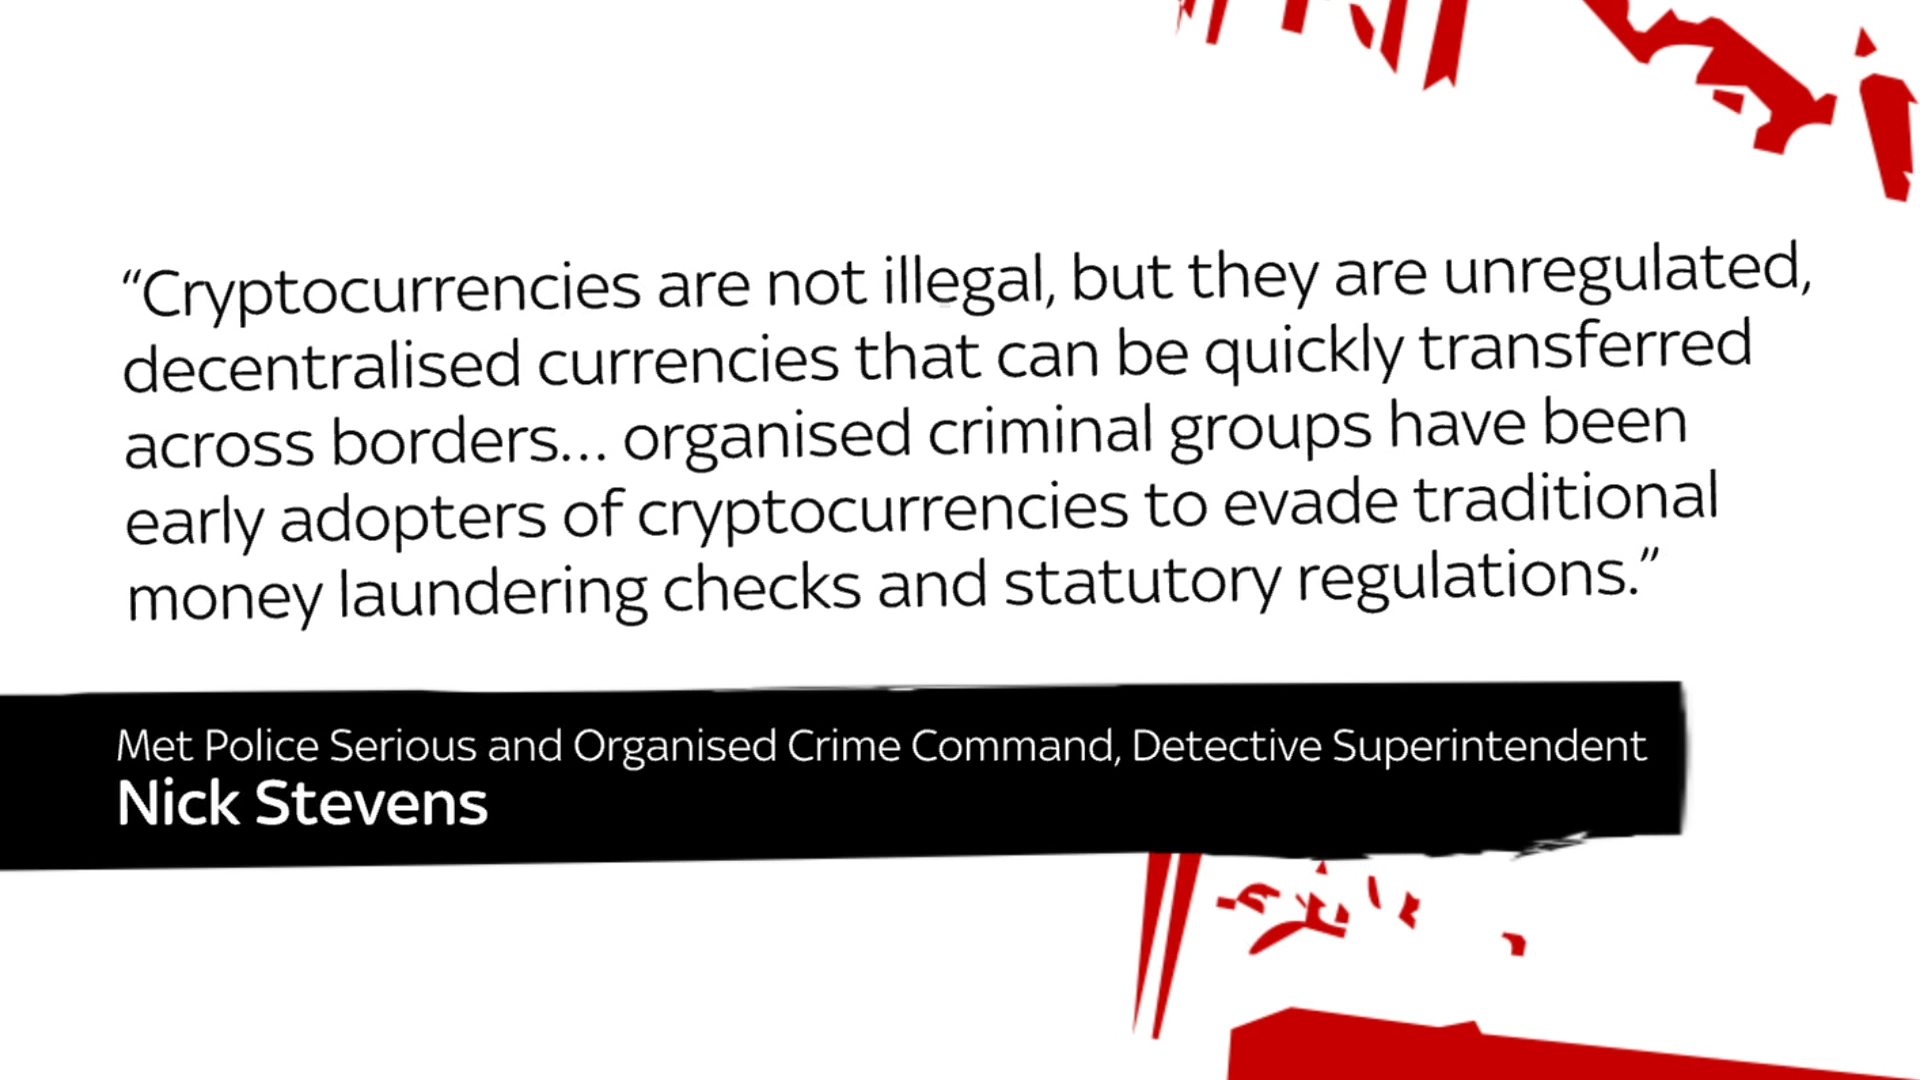 “Cryptocurrencies are not illegal, but they are unregulated,
decentralised currencies that can be quickly transferred
across borders... organised criminal groups have been
early adopters of cryptocurrencies to evade traditional
money laundering checks and statutory regulations.”
Met Police Serious and Organised Crime Command, Detective Superintendent
Nick Stevens